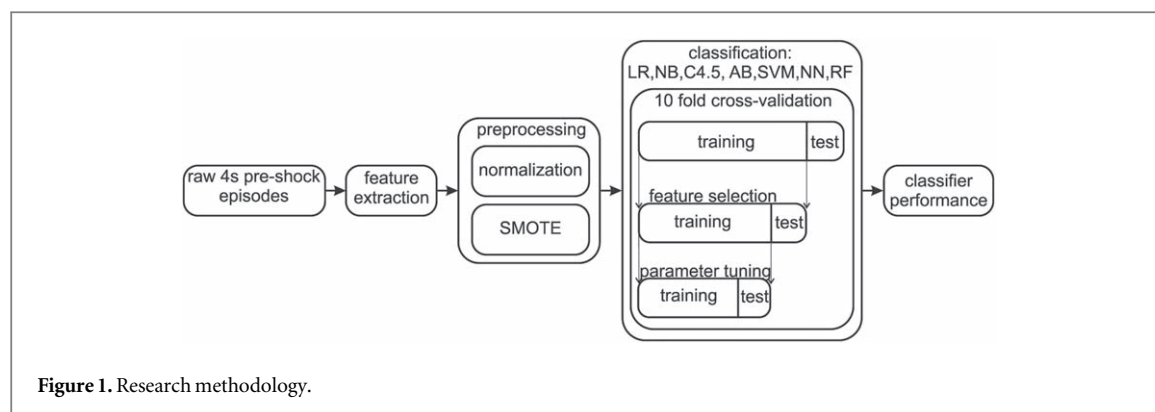 raw 4s pre-shock
episodes
feature
extraction
preprocessing
normalization
SMOTE
classification:
LR,NB,C4.5, AB,SVM,NN,RF
10 fold cross-validation
training test
feature selection
training test
parameter tuning
training test
classifier
performance
Figure 1. Research methodology.